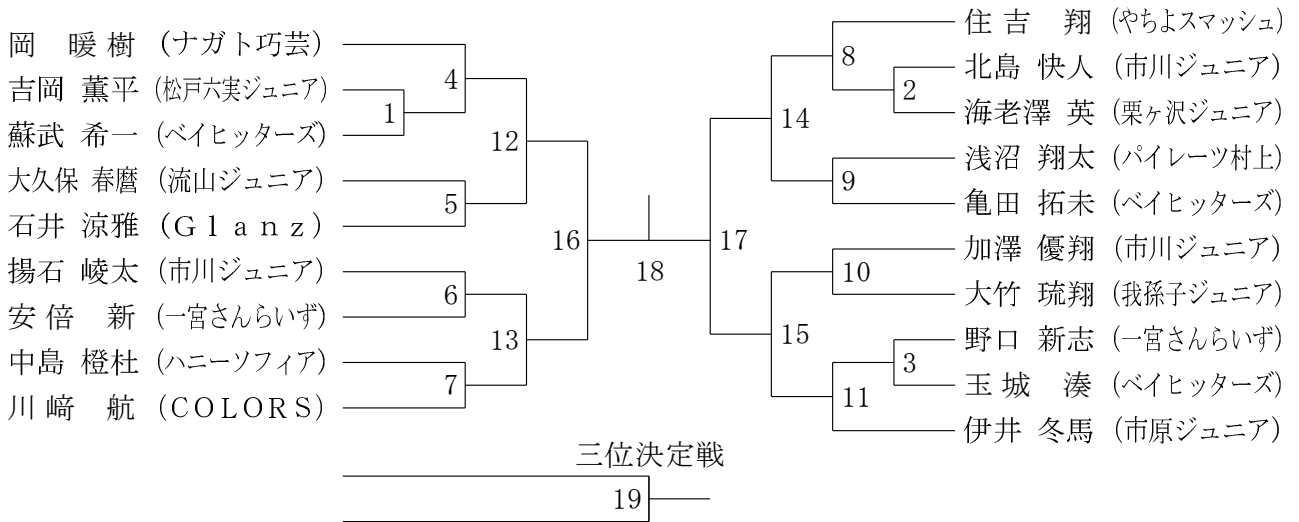 岡 暖樹 (ナガト巧芸)
吉岡 薫平 (松戸六実ジュニア)
蘇武 希一 (ベイヒッターズ)
大久保 春麿 (流山ジュニア)
石井 涼雅 (Glanz)
揚石 崚太 (市川ジュニア)
安倍 新 (一宮さんらいず)
中島 橙杜 (ハニーソフィア)
川﨑 航 (COLORS)
1
4
5
6
7
12
13
16
18
17
14
15
8
2
9
10
3
11
住吉 翔 (やちよスマッシュ)
北島 快人 (市川ジュニア)
海老澤 英 (栗ヶ沢ジュニア)
浅沼 翔太 (パイレーツ村上)
亀田 拓未 (ベイヒッターズ)
加澤 優翔 (市川ジュニア)
大竹 琉翔 (我孫子ジュニア)
野口 新志 (一宮さんらいず)
玉城 湊 (ベイヒッターズ)
伊井 冬馬 (市原ジュニア)
三位決定戦
19